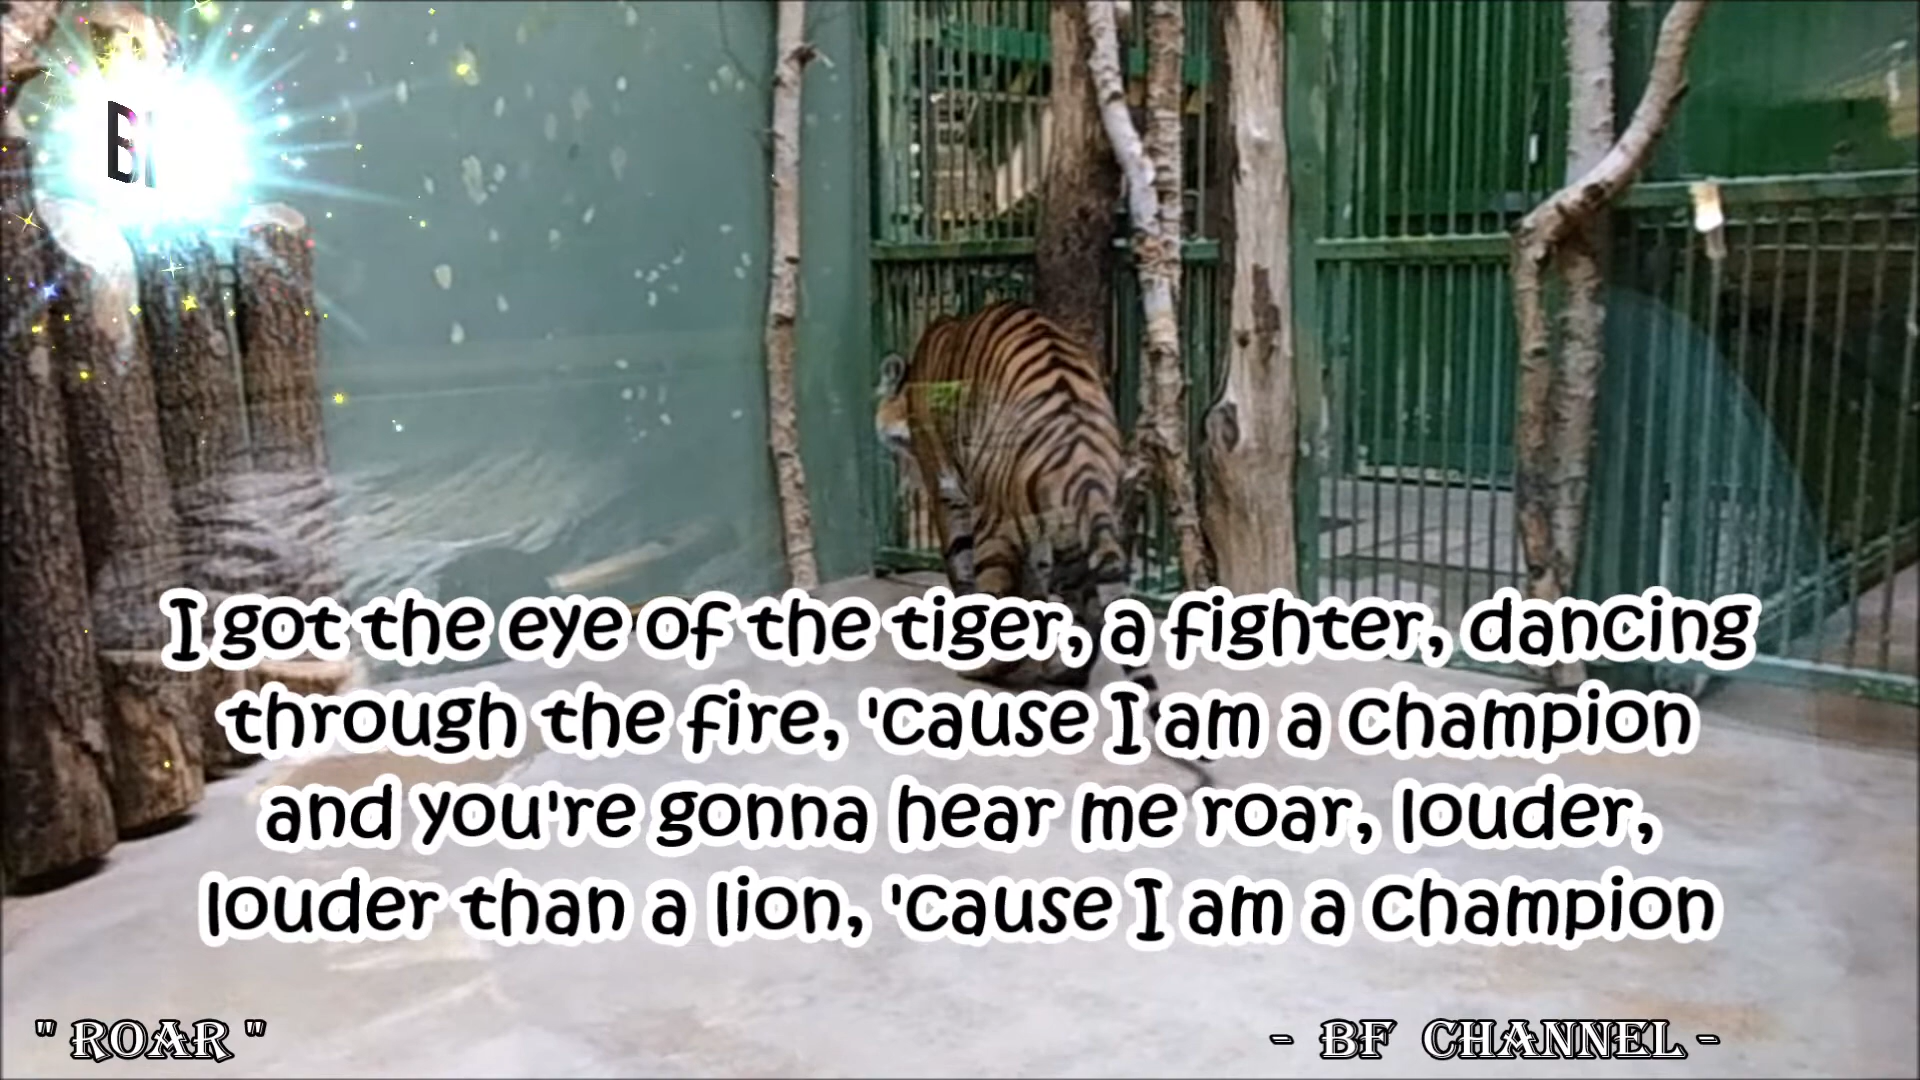 I got the eye of the tiger, a fighter, dancing
through the fire, 'cause I am a champion
and you're gonna hear me roar, louder,
louder than a lion, 'cause I am a champion
" ROAR "
- BF CHANNEL -